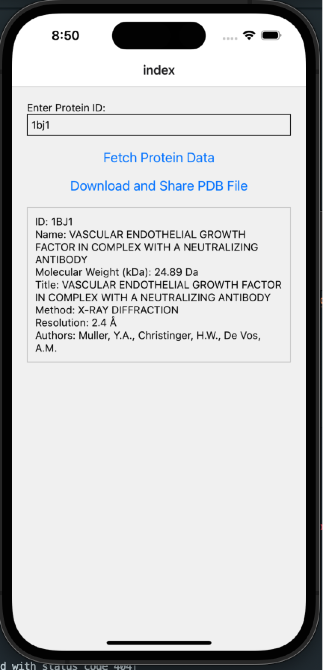 8:50
index
Enter Protein ID:
1bj1
Fetch Protein Data
Download and Share PDB File
ID: 1BJ1
Name: VASCULAR ENDOTHELIAL GROWTH
FACTOR IN COMPLEX WITH A NEUTRALIZING
ANTIBODY
Molecular Weight (kDa): 24.89 Da
Title: VASCULAR ENDOTHELIAL GROWTH FACTOR
IN COMPLEX WITH A NEUTRALIZING ANTIBODY
Method: X-RAY DIFFRACTION
Resolution: 2.4 Å
Authors: Muller, Y.A., Christinger, H.W., De Vos,
A.M.
d with status code 404!